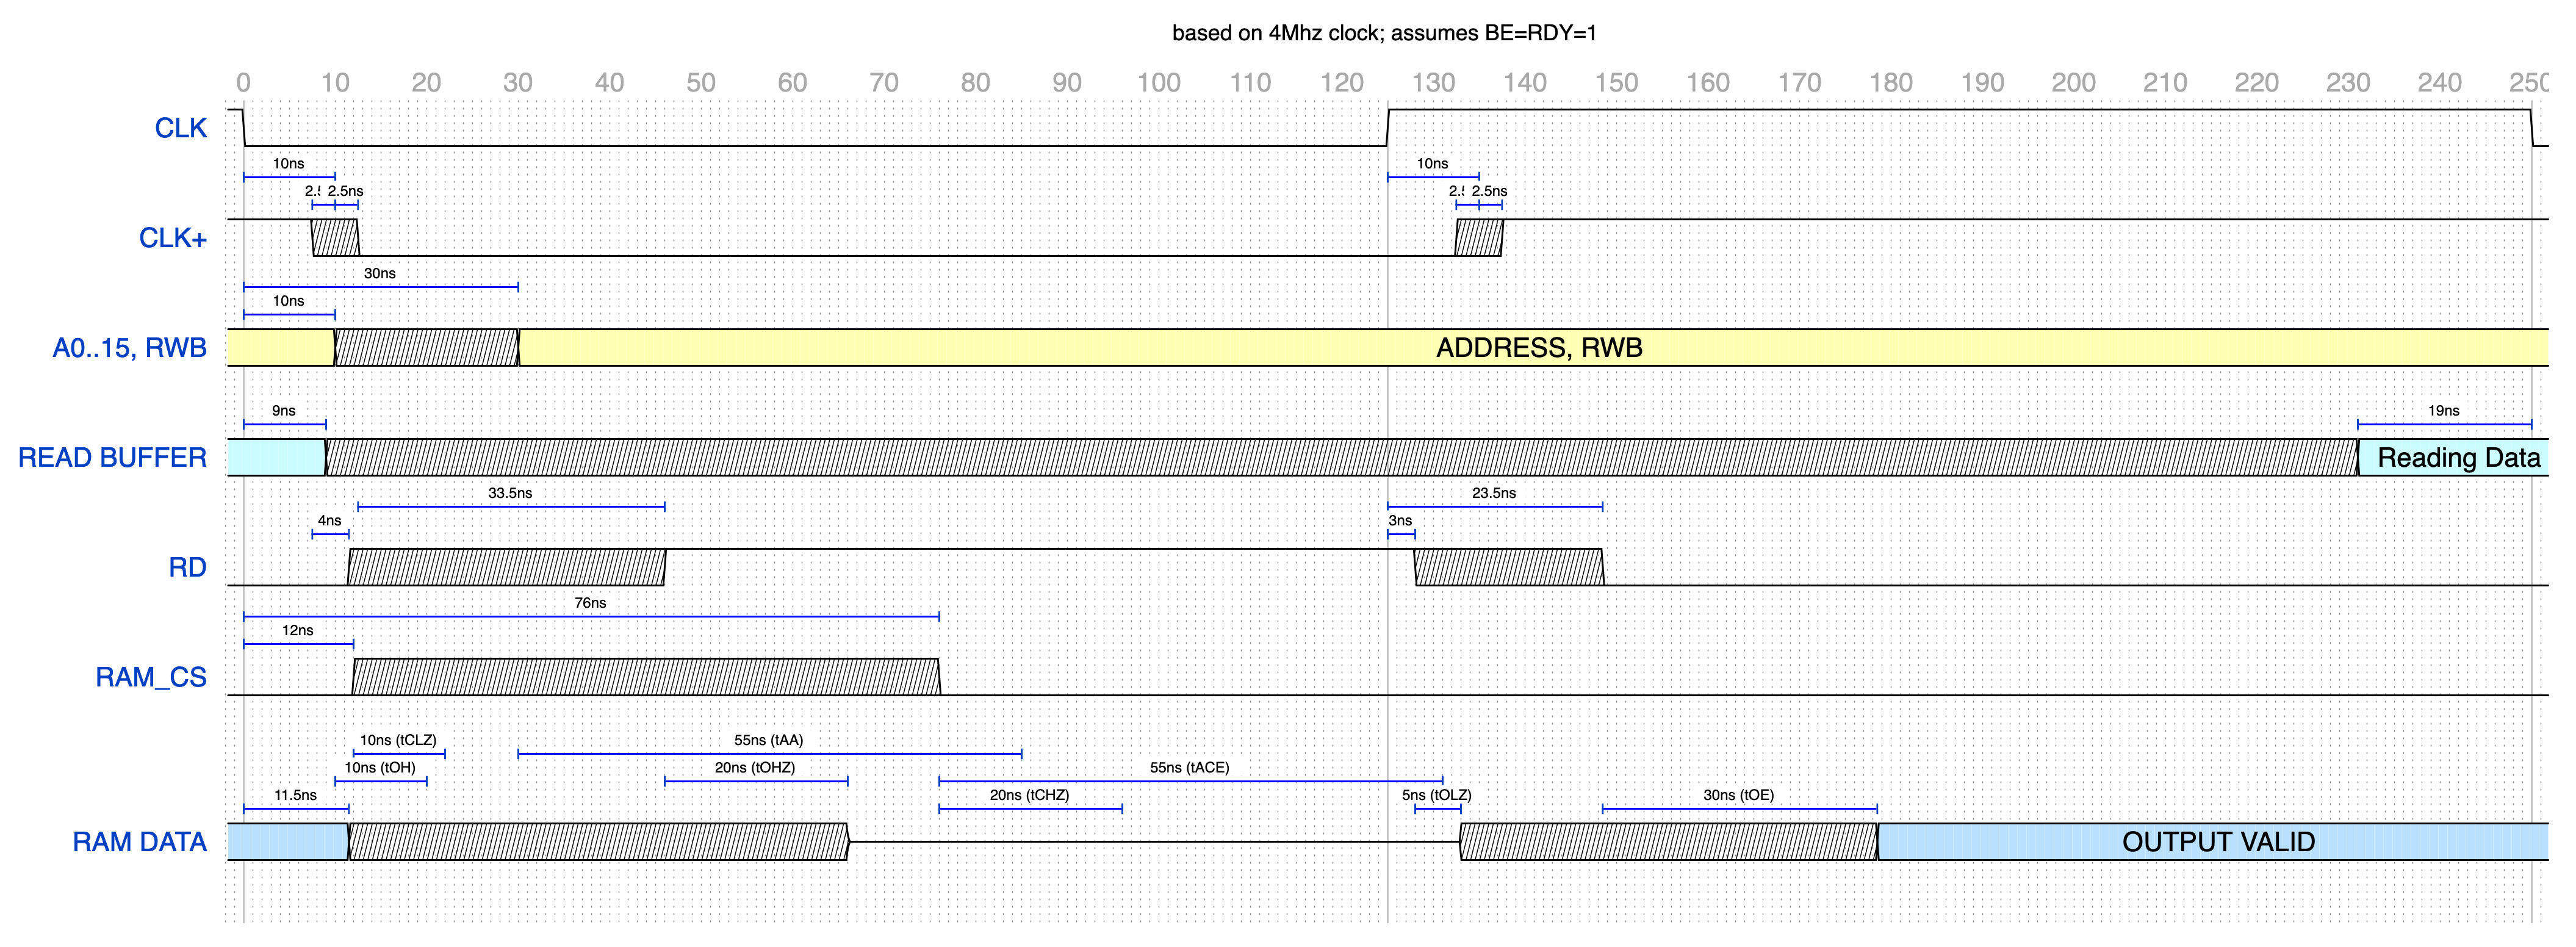 based on 4Mhz clock; assumes BE=RDY=1
0 10 20 30 40 50 60 70 80 90 100 110 120 130 140 150 160 170 180 190 200 210 220 230 240 250
CLK
10ns 10ns
2.5ns 2.5ns
CLK+
30ns
10ns
A0..15, RWB ADDRESS, RWB
9ns 19ns
READ BUFFER Reading Data
33.5ns 23.5ns
4ns 3ns
RD
76ns
12ns
RAM_CS
10ns (tCLZ) 55ns (tAA)
10ns (tOH) 20ns (tOHZ) 55ns (tACE)
11.5ns 20ns (tCHZ) 5ns (tOLZ) 30ns (tOE)
RAM DATA OUTPUT VALID